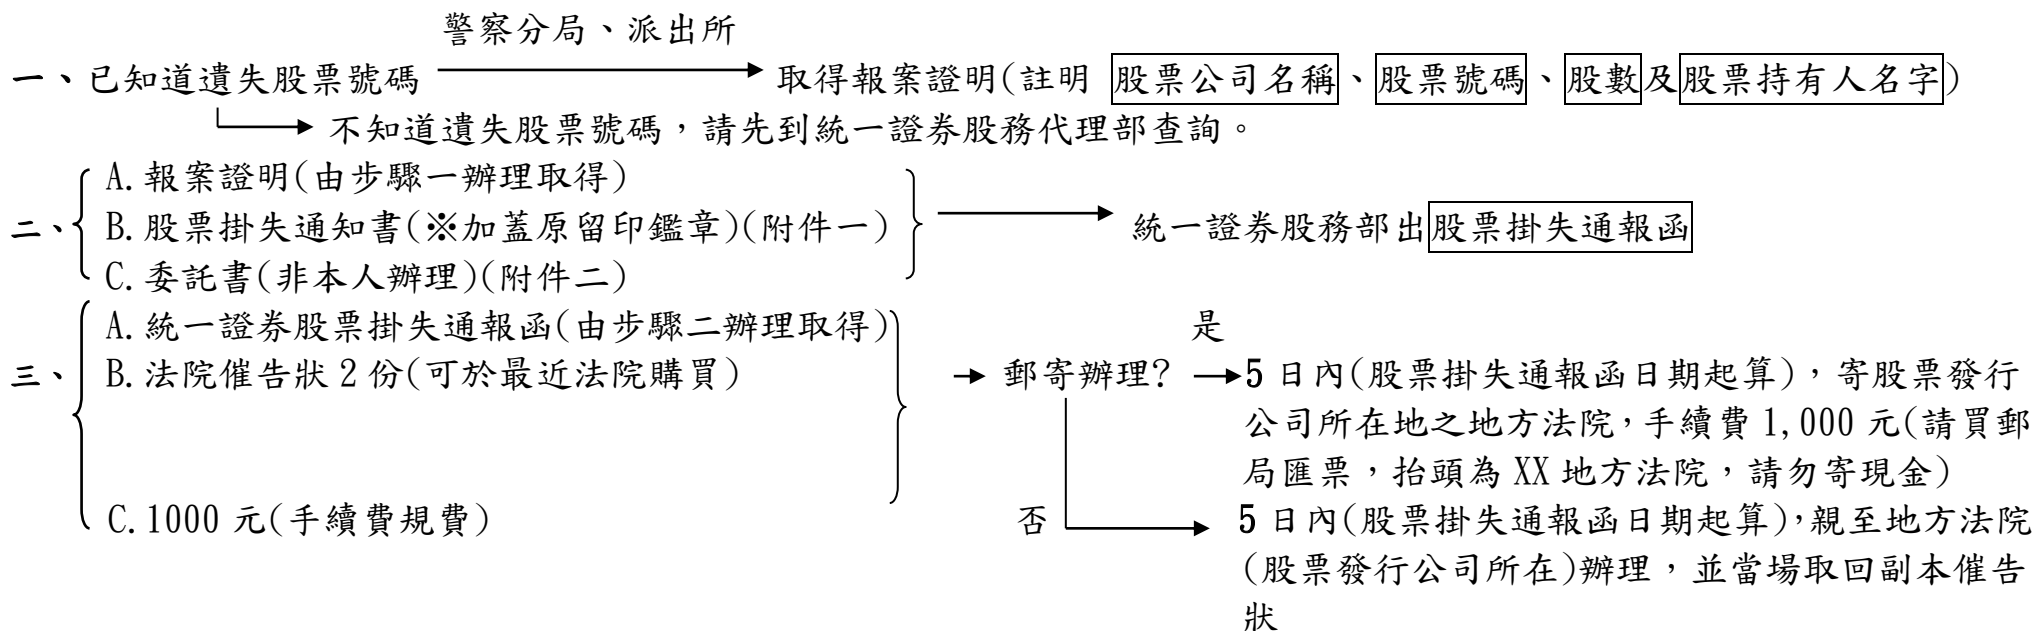 警察分局、派出所
一、已知道遺失股票號碼 取得報案證明(註明 股票公司名稱、股票號碼、股數及股票持有人名字)
不知道遺失股票號碼，請先到統一證券股務代理部查詢。
二、
A.報案證明(由步驟一辦理取得)
B.股票掛失通知書(※加蓋原留印鑑章)(附件一)
C.委託書(非本人辦理)(附件二)
統一證券股務部出股票掛失通報函
三、
A.統一證券股票掛失通報函(由步驟二辦理取得)
B.法院催告狀 2 份(可於最近法院購買)
C.1000 元(手續費規費)
郵寄辦理?
是
5 日內(股票掛失通報函日期起算)，寄股票發行
公司所在地之地方法院，手續費 1,000 元(請買郵
局匯票，抬頭為 XX 地方法院，請勿寄現金)
否
5 日內(股票掛失通報函日期起算)，親至地方法院
(股票發行公司所在)辦理，並當場取回副本催告
狀